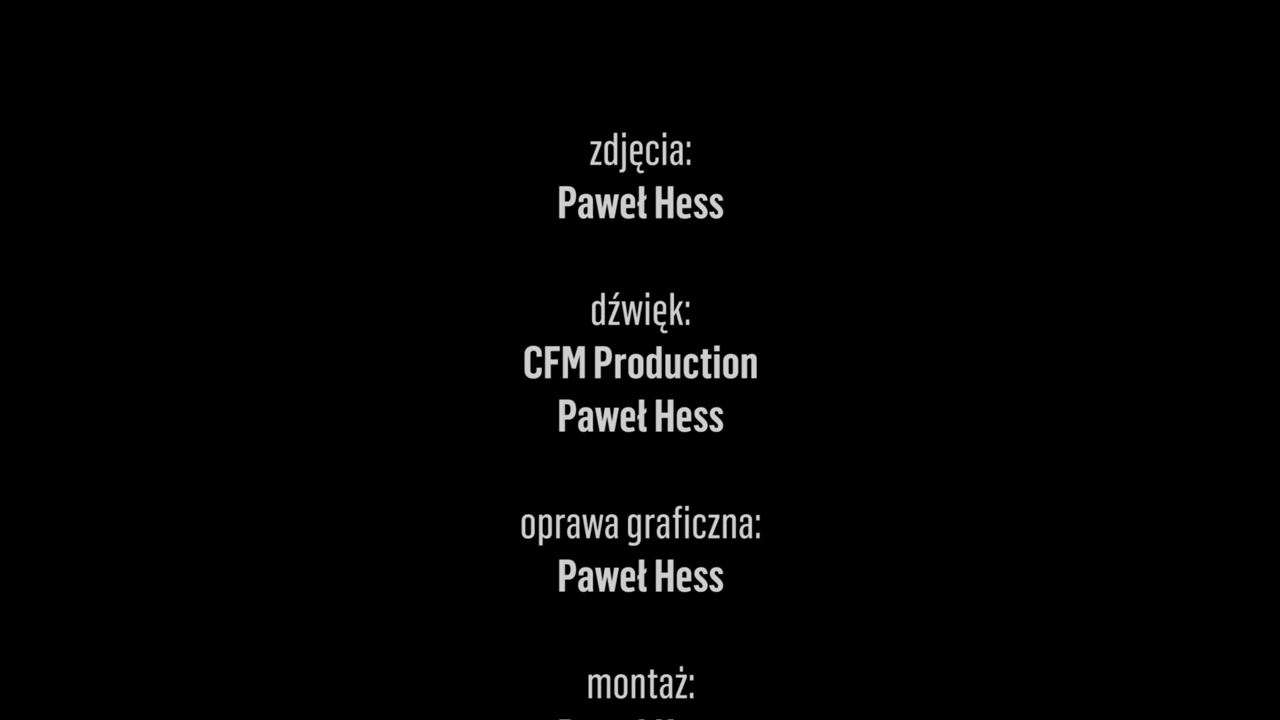 zdjęcia:
Paweł Hess
dźwięk:
CFM Production
Paweł Hess
oprawa graficzna:
Paweł Hess
montaż: